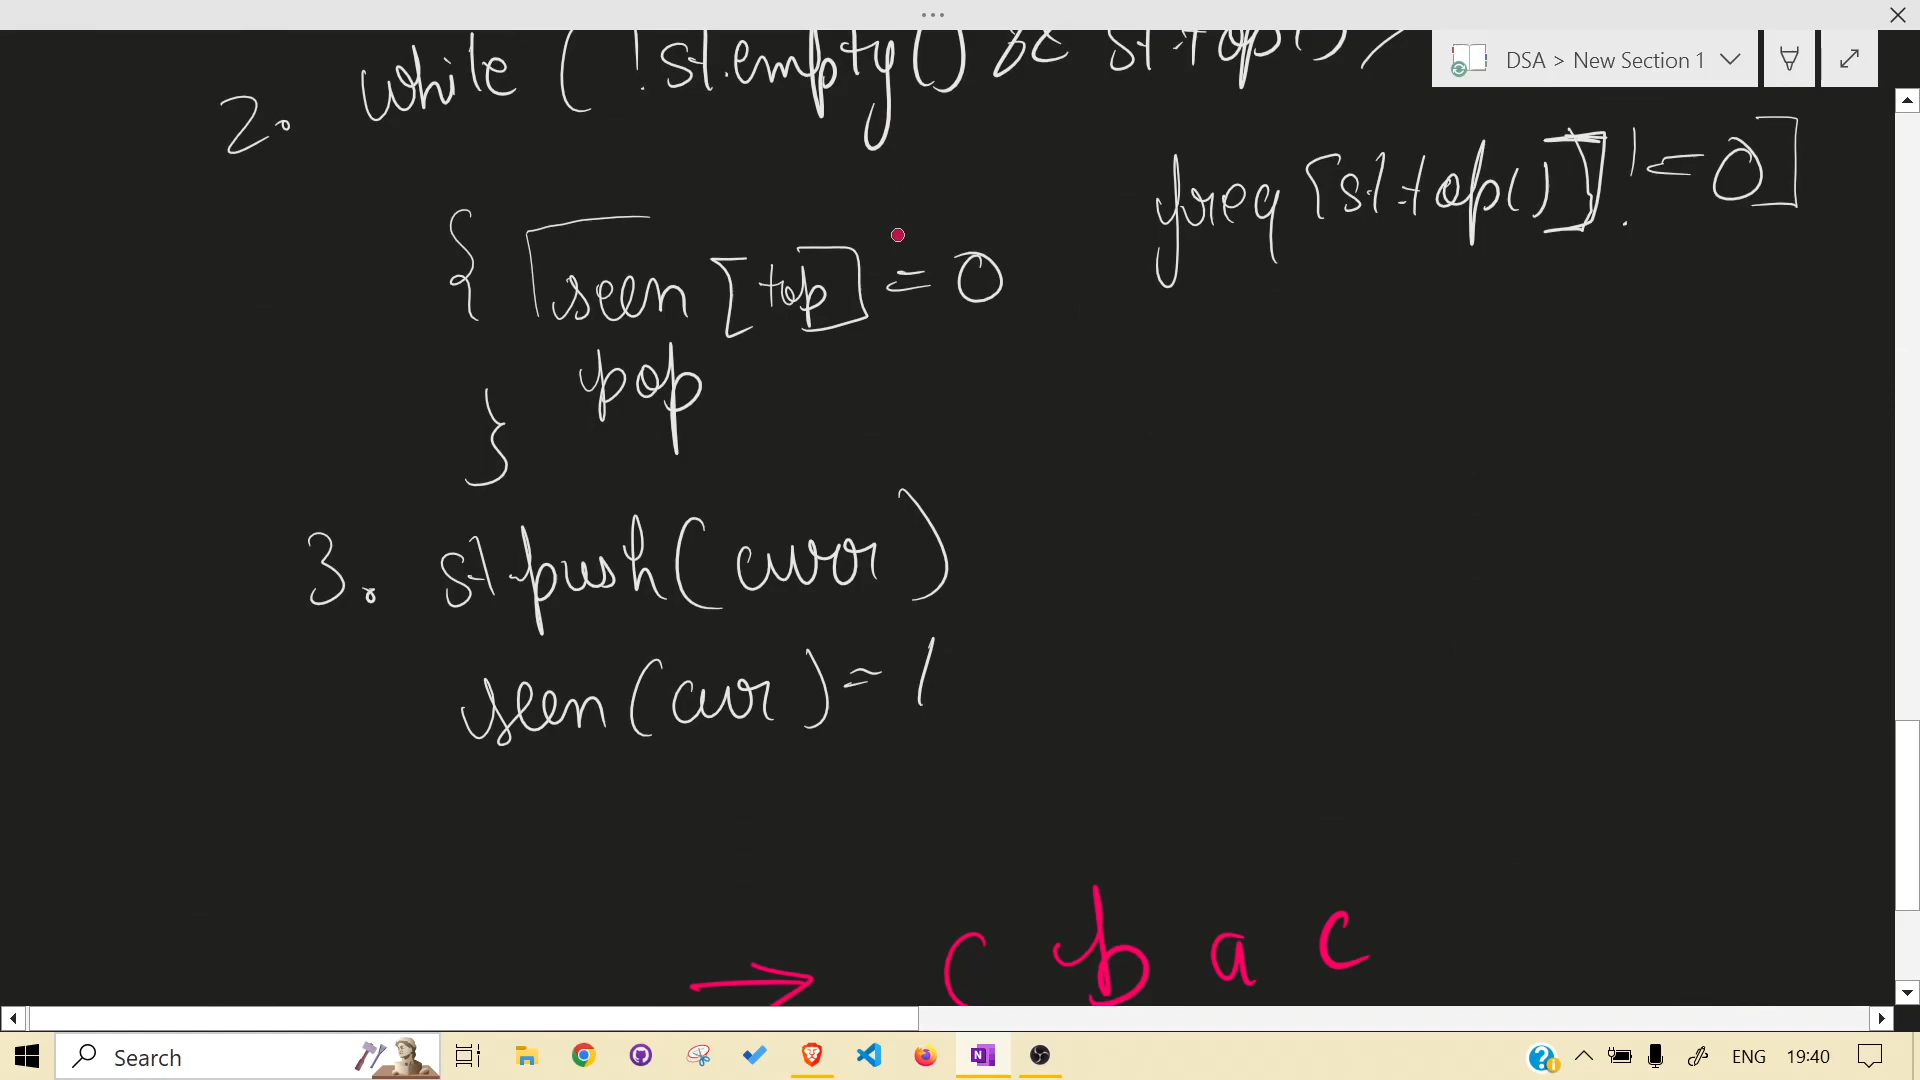 DSA > New Section 1
2. while ( !st.empty() && st.top() >
freq [st.top()] != 0]
{ seen [top] = 0
pop
}
3. st.push(curr)
seen(curr) = 1
→ c b a c
Search
ENG 19:40